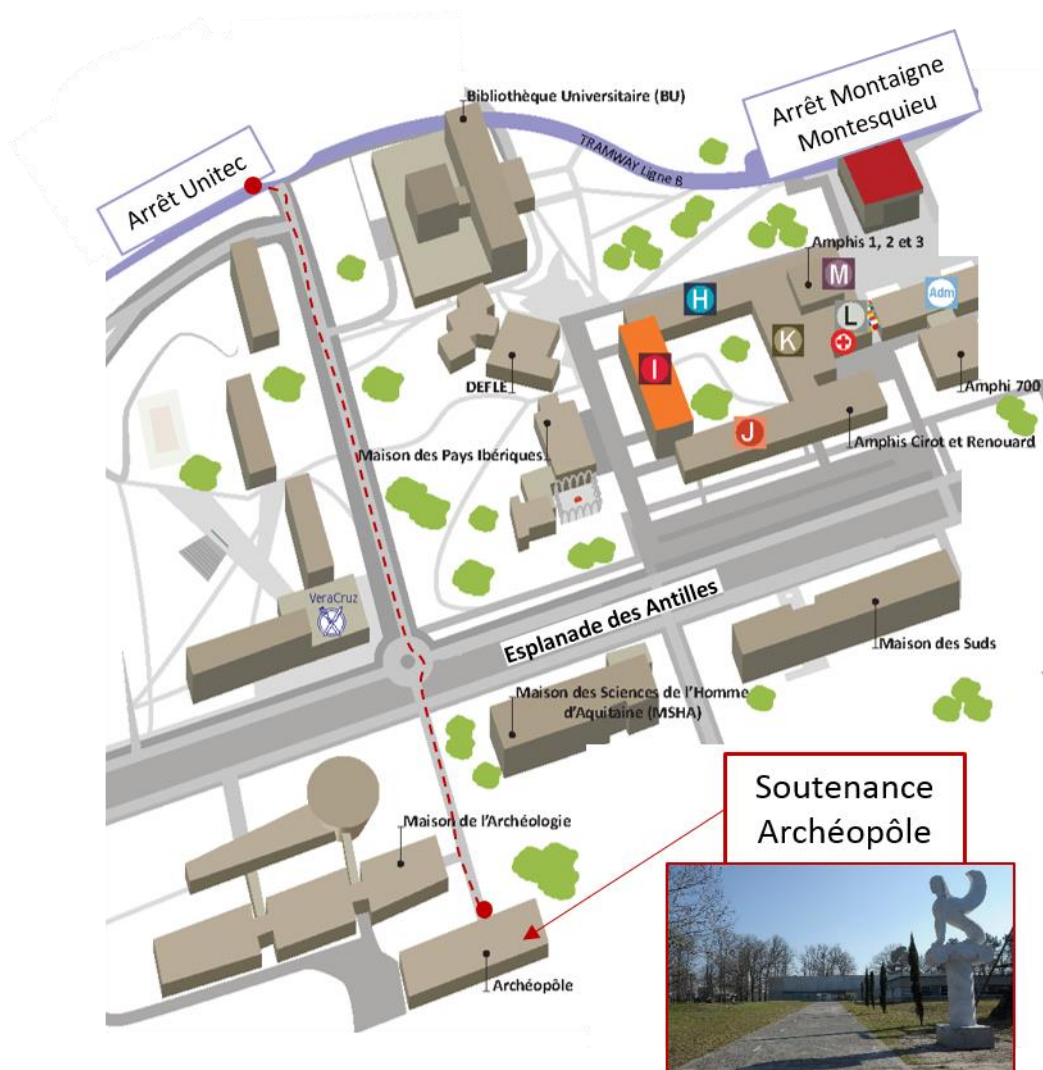 Bibliothèque Universitaire (BU)
Arrêt Montaigne
Montesquieu
TRAMWAY Ligne B
Arrêt Unitec
Amphis 1, 2 et 3
M
H
Adm
L
K
I
DEFLE
Amphi 700
J
Amphis Cirot et Renouard
Maison des Pays Ibériques
VeraCruz
Esplanade des Antilles
Maison des Suds
Maison des Sciences de l'Homme
d'Aquitaine (MSHA)
Soutenance
Archéopôle
Maison de l'Archéologie
Archéopôle